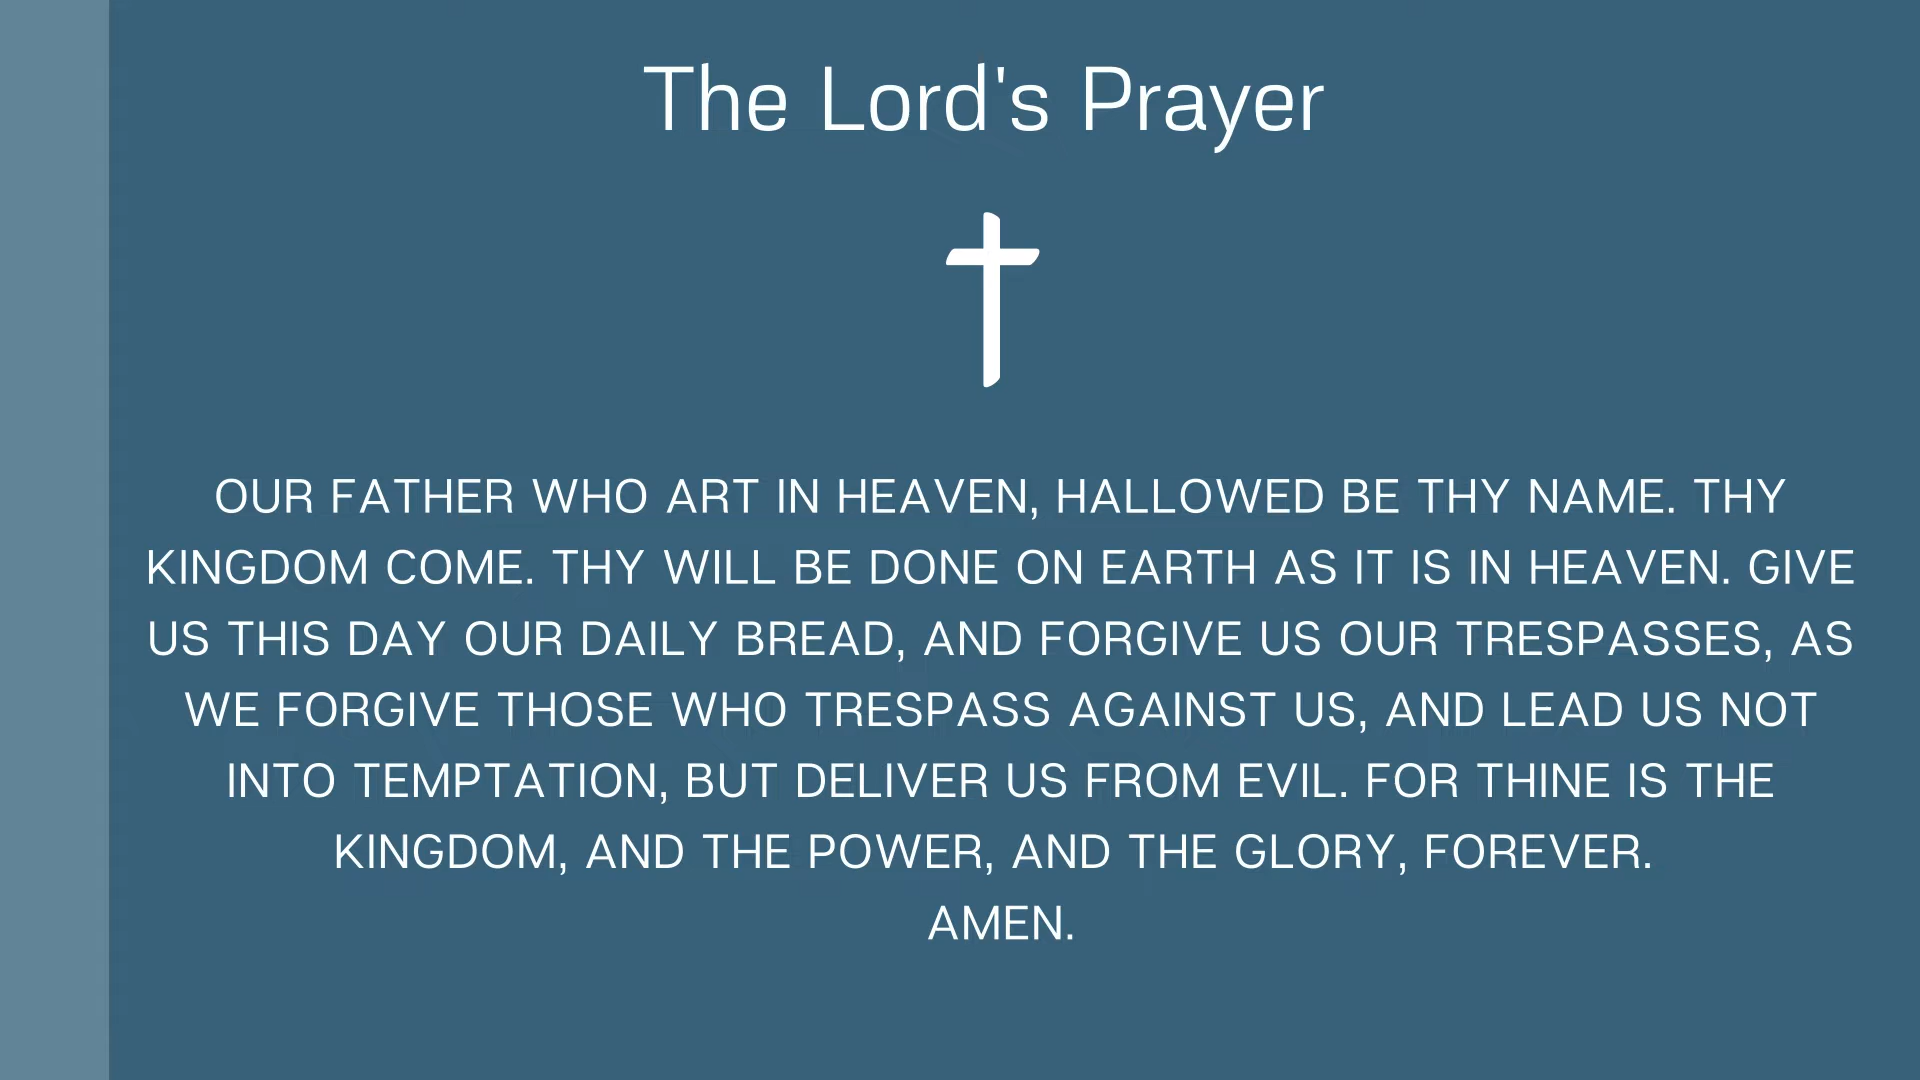 The Lord's Prayer
OUR FATHER WHO ART IN HEAVEN, HALLOWED BE THY NAME. THY
KINGDOM COME. THY WILL BE DONE ON EARTH AS IT IS IN HEAVEN. GIVE
US THIS DAY OUR DAILY BREAD, AND FORGIVE US OUR TRESPASSES, AS
WE FORGIVE THOSE WHO TRESPASS AGAINST US, AND LEAD US NOT
INTO TEMPTATION, BUT DELIVER US FROM EVIL. FOR THINE IS THE
KINGDOM, AND THE POWER, AND THE GLORY, FOREVER.
AMEN.